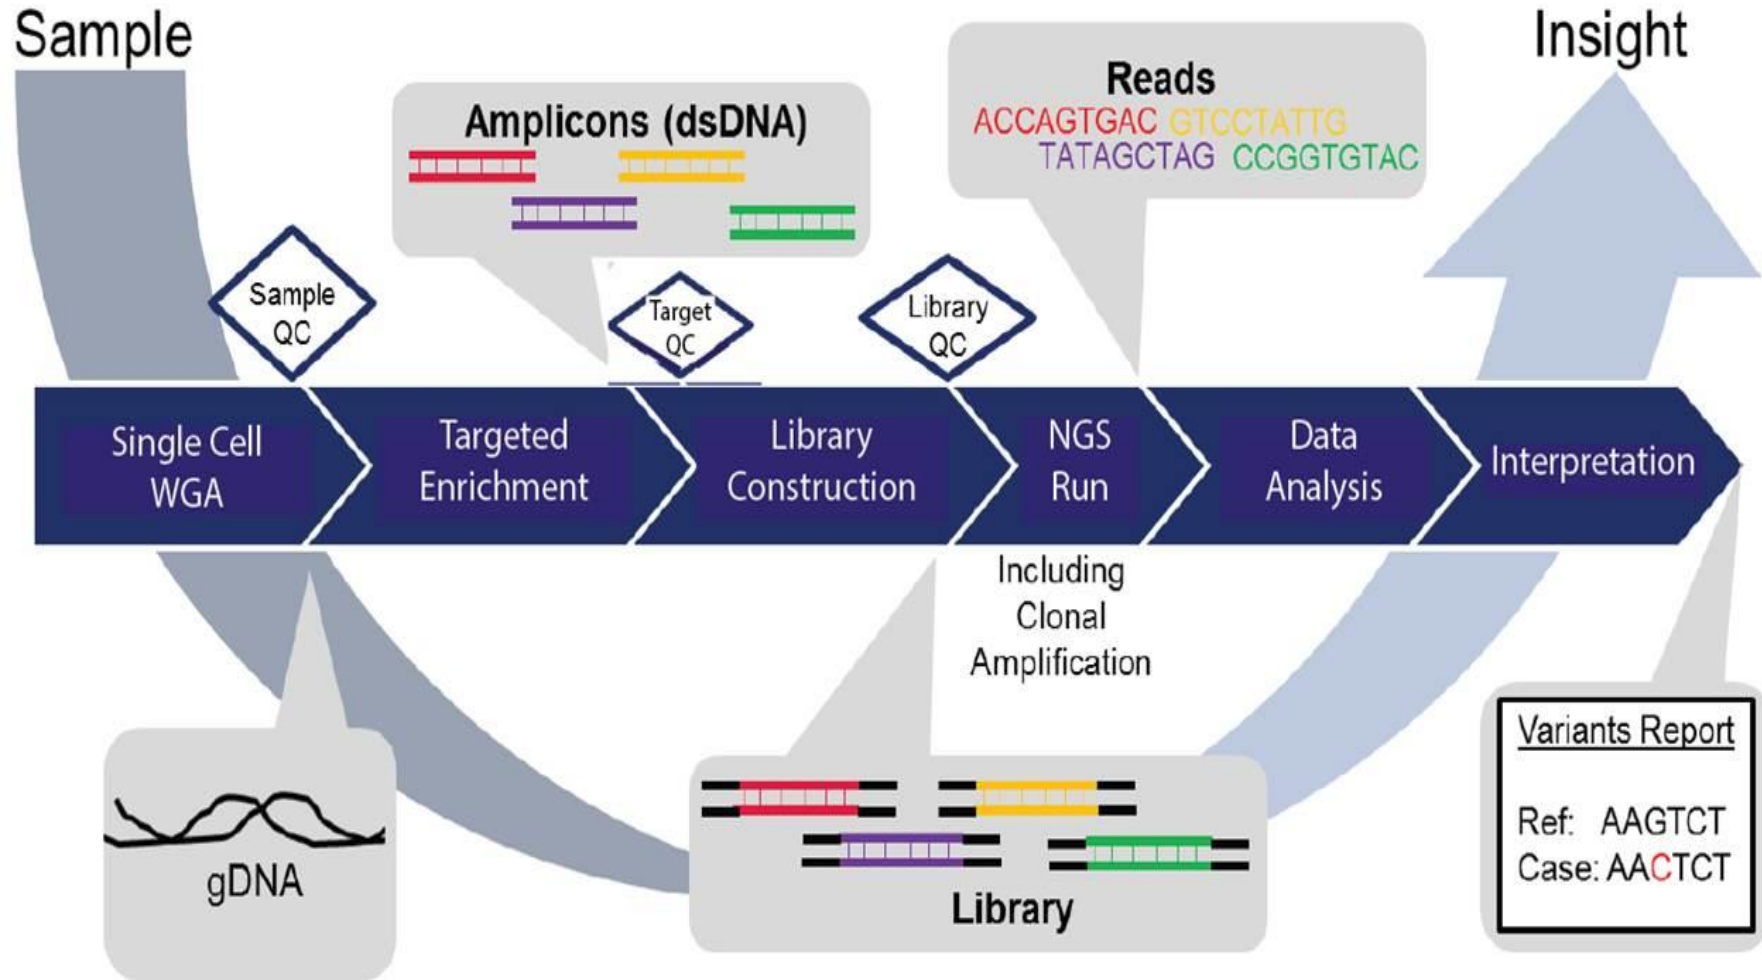 Sample
Insight
Amplicons (dsDNA)
Reads
ACCAGTGAC GTCCTATTG
TATAGCTAG CCGGTGTAC
Sample
QC
Target
QC
Library
QC
Single Cell
WGA
Targeted
Enrichment
Library
Construction
NGS
Run
Data
Analysis
Interpretation
Including
Clonal
Amplification
gDNA
Library
Variants Report
Ref: AAGTCT
Case: AACTCT